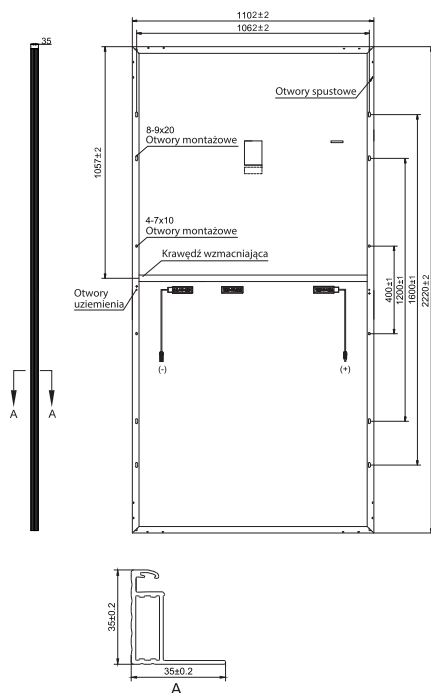 1102±2
1062±2
35
Otwory spustowe
8-9x20
Otwory montażowe
1057±2
4-7x10
Otwory montażowe
Krawędź wzmacniająca
Otwory
uziemienia
400±1
1200±1
1600±1
2220±2
(-)
(+)
A
A
35±0.2
35±0.2
A